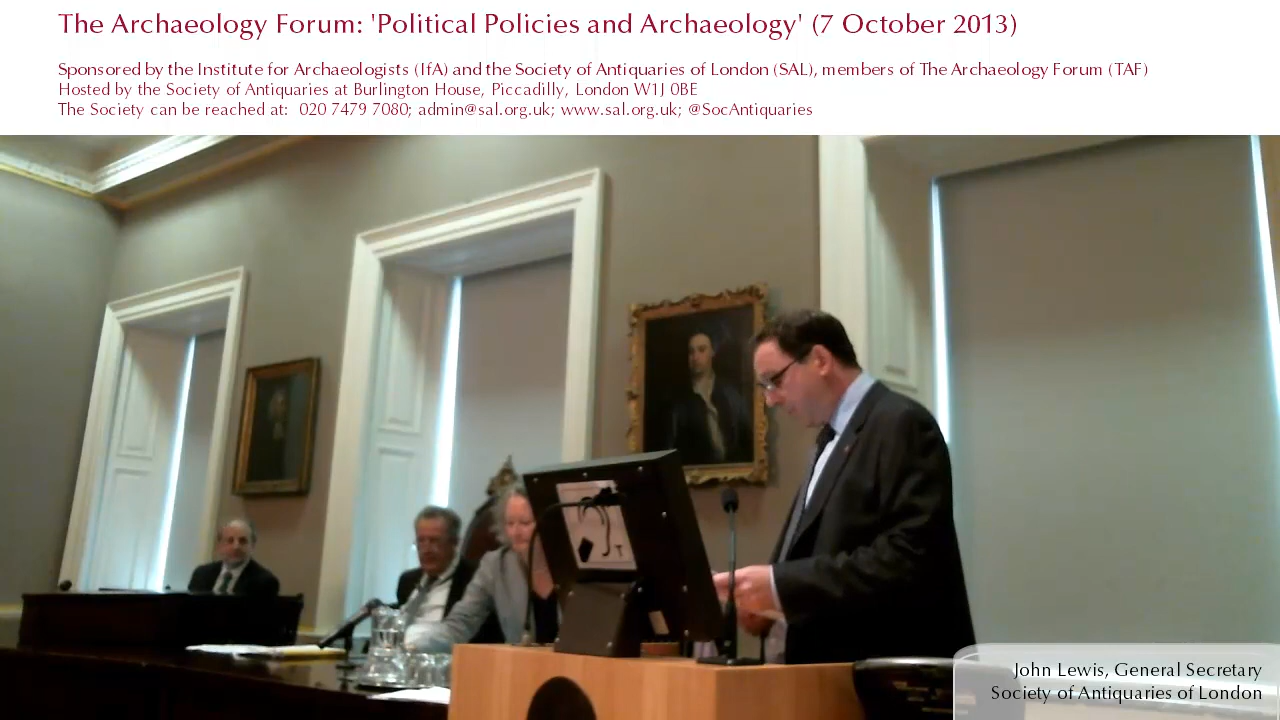 The Archaeology Forum: 'Political Policies and Archaeology' (7 October 2013)
Sponsored by the Institute for Archaeologists (IfA) and the Society of Antiquaries of London (SAL), members of The Archaeology Forum (TAF)
Hosted by the Society of Antiquaries at Burlington House, Piccadilly, London W1J 0BE
The Society can be reached at: 020 7479 7080; admin@sal.org.uk; www.sal.org.uk; @SocAntiquaries
John Lewis, General Secretary
Society of Antiquaries of London